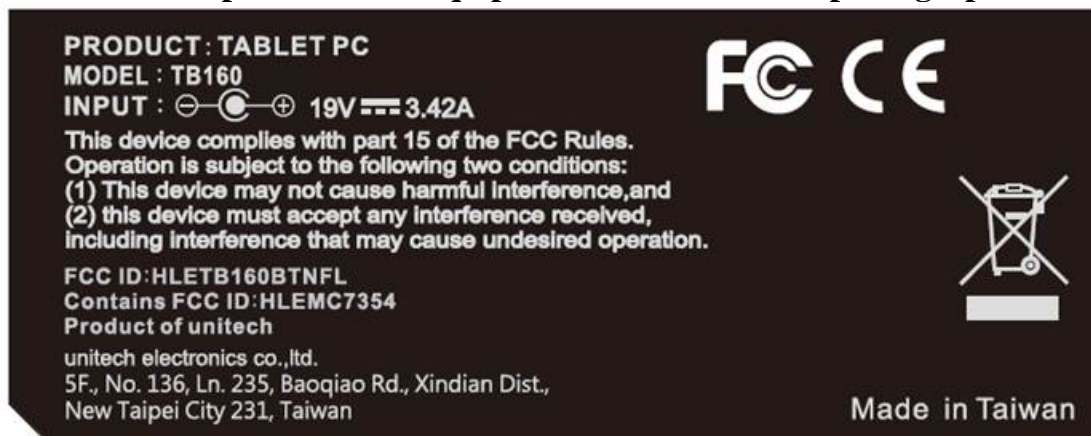 PRODUCT: TABLET PC
MODEL : TB160
INPUT : 19V 3.42A
This device complies with part 15 of the FCC Rules.
Operation is subject to the following two conditions:
(1) This device may not cause harmful interference,and
(2) this device must accept any interference received,
including interference that may cause undesired operation.
FCC ID:HLETB160BTNFL
Contains FCC ID:HLEMC7354
Product of unitech
unitech electronics co.,ltd.
5F., No. 136, Ln. 235, Baoqiao Rd., Xindian Dist.,
New Taipei City 231, Taiwan
FC CE
Made in Taiwan